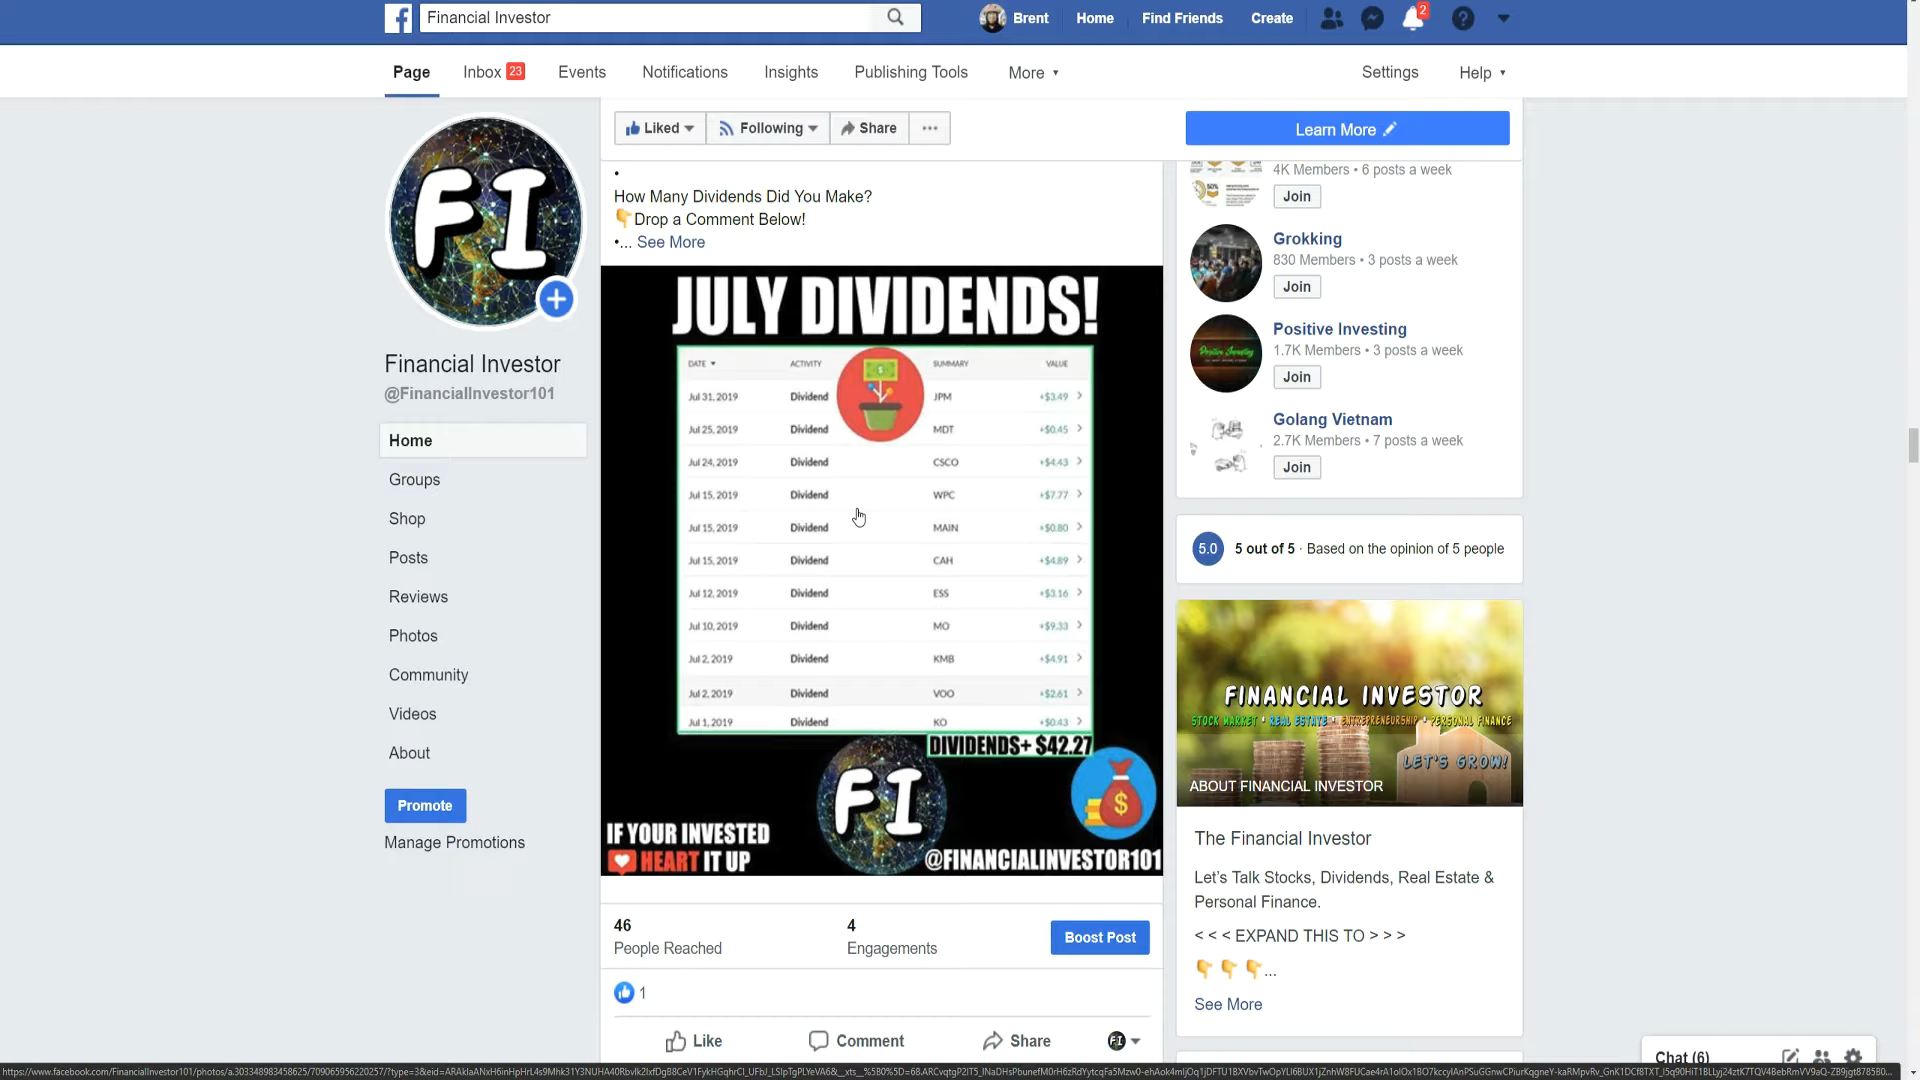 Financial Investor
Brent
Home
Find Friends
Create
2
Page
Inbox 23
Events
Notifications
Insights
Publishing Tools
More
Settings
Help
Liked
Following
Share
Learn More
FI
Financial Investor
@FinancialInvestor101
Home
Groups
Shop
Posts
Reviews
Photos
Community
Videos
About
Promote
Manage Promotions
•
How Many Dividends Did You Make?
👇Drop a Comment Below!
•... See More
JULY DIVIDENDS!
DATE ACTIVITY SUMMARY VALUE
Jul 31, 2019 Dividend JPM +$3.49
Jul 25, 2019 Dividend MDT +$0.45
Jul 24, 2019 Dividend CSCO +$4.43
Jul 15, 2019 Dividend WPC +$7.77
Jul 15, 2019 Dividend MAIN +$0.80
Jul 15, 2019 Dividend CAH +$4.89
Jul 12, 2019 Dividend ESS +$3.16
Jul 10, 2019 Dividend MO +$9.33
Jul 2, 2019 Dividend KMB +$4.91
Jul 2, 2019 Dividend VOO +$2.61
Jul 1, 2019 Dividend KO +$0.43
DIVIDENDS+ $42.27
FI
IF YOUR INVESTED
HEART IT UP
@FINANCIALINVESTOR101
46
People Reached
4
Engagements
Boost Post
1
Like
Comment
Share
4K Members • 6 posts a week
Join
Grokking
830 Members • 3 posts a week
Join
Positive Investing
1.7K Members • 3 posts a week
Join
Golang Vietnam
2.7K Members • 7 posts a week
Join
5.0 5 out of 5 · Based on the opinion of 5 people
FINANCIAL INVESTOR
STOCK MARKET * REAL ESTATE * ENTREPRENEURSHIP * PERSONAL FINANCE
LET'S GROW!
ABOUT FINANCIAL INVESTOR
The Financial Investor
Let's Talk Stocks, Dividends, Real Estate &
Personal Finance.
< < < EXPAND THIS TO > > >
👇 👇 👇...
See More
Chat (6)